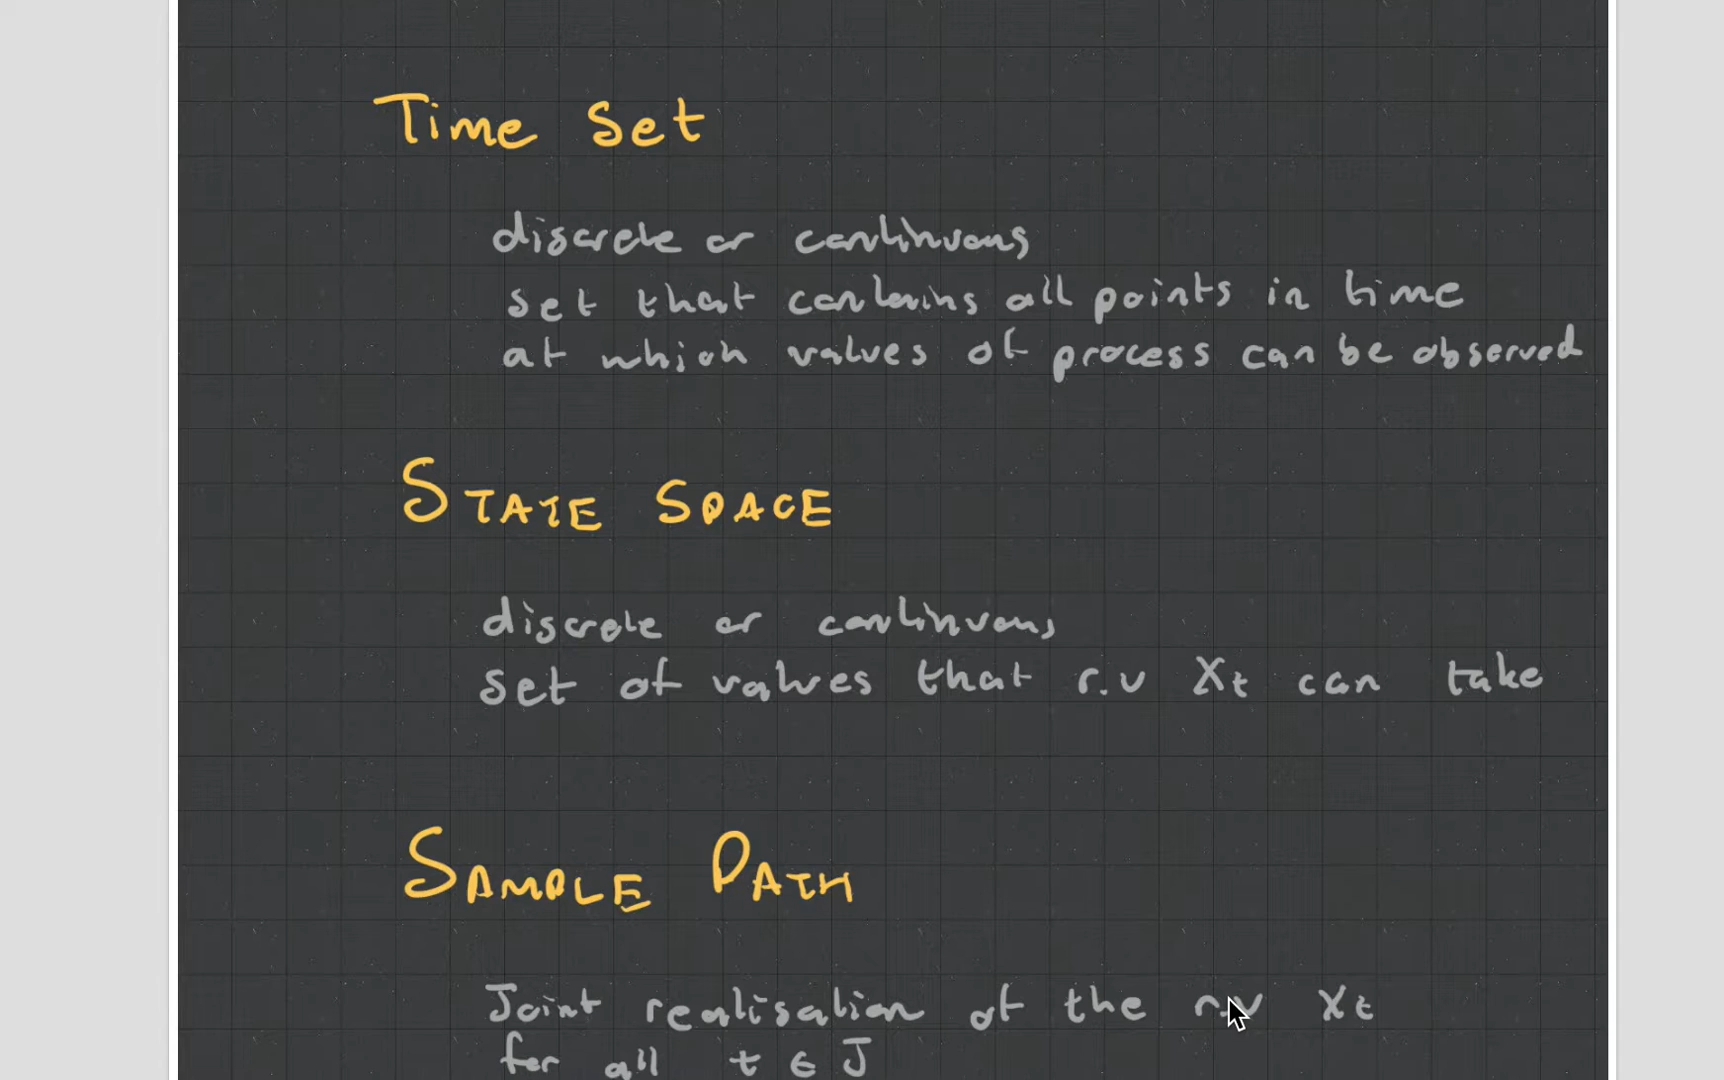 Time Set
discrete or continuous
set that contains all points in time
at which values of process can be observed
STATE SPACE
discrete or continuous
set of values that r.v Xt can take
SAMPLE PATH
Joint realisation of the r.v Xt
for all t ∈ J